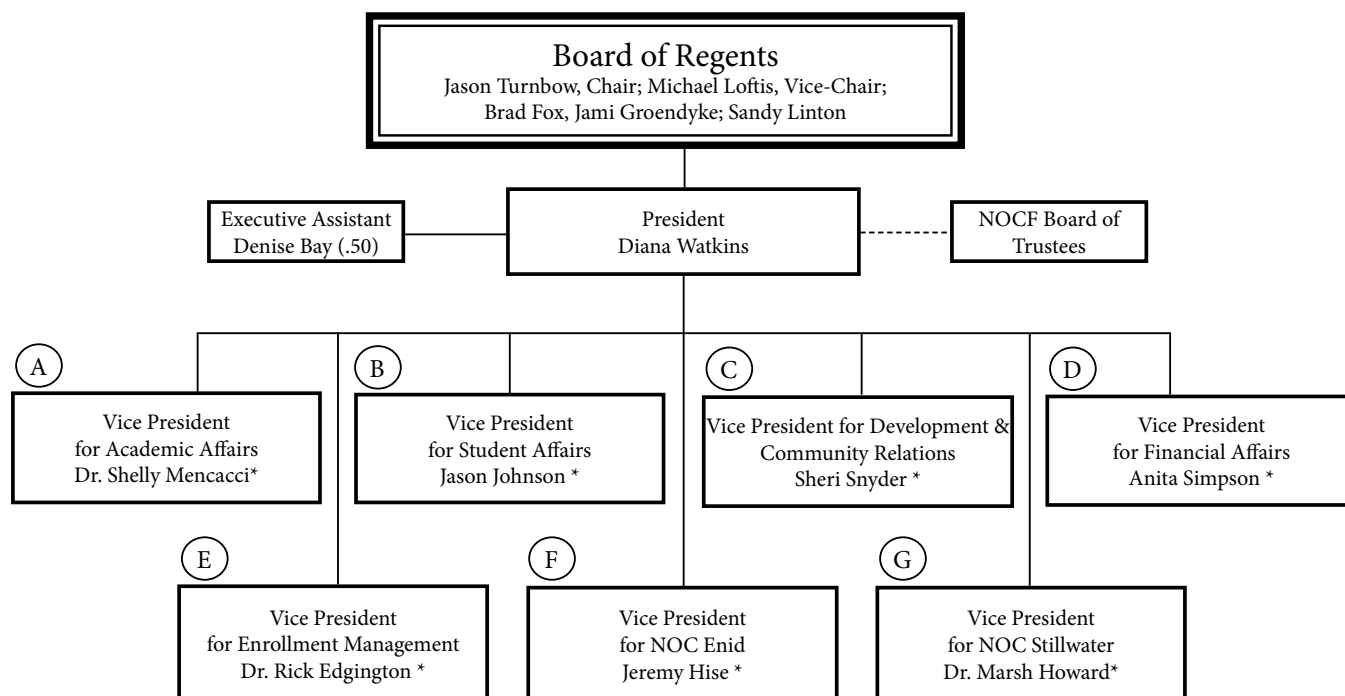 Board of Regents
Jason Turnbow, Chair; Michael Loftis, Vice-Chair;
Brad Fox, Jami Groendyke; Sandy Linton
Executive Assistant
Denise Bay (.50)
President
Diana Watkins
NOCF Board of
Trustees
A
Vice President
for Academic Affairs
Dr. Shelly Mencacci*
B
Vice President
for Student Affairs
Jason Johnson *
C
Vice President for Development &
Community Relations
Sheri Snyder *
D
Vice President
for Financial Affairs
Anita Simpson *
E
Vice President
for Enrollment Management
Dr. Rick Edgington *
F
Vice President
for NOC Enid
Jeremy Hise *
G
Vice President
for NOC Stillwater
Dr. Marsh Howard*